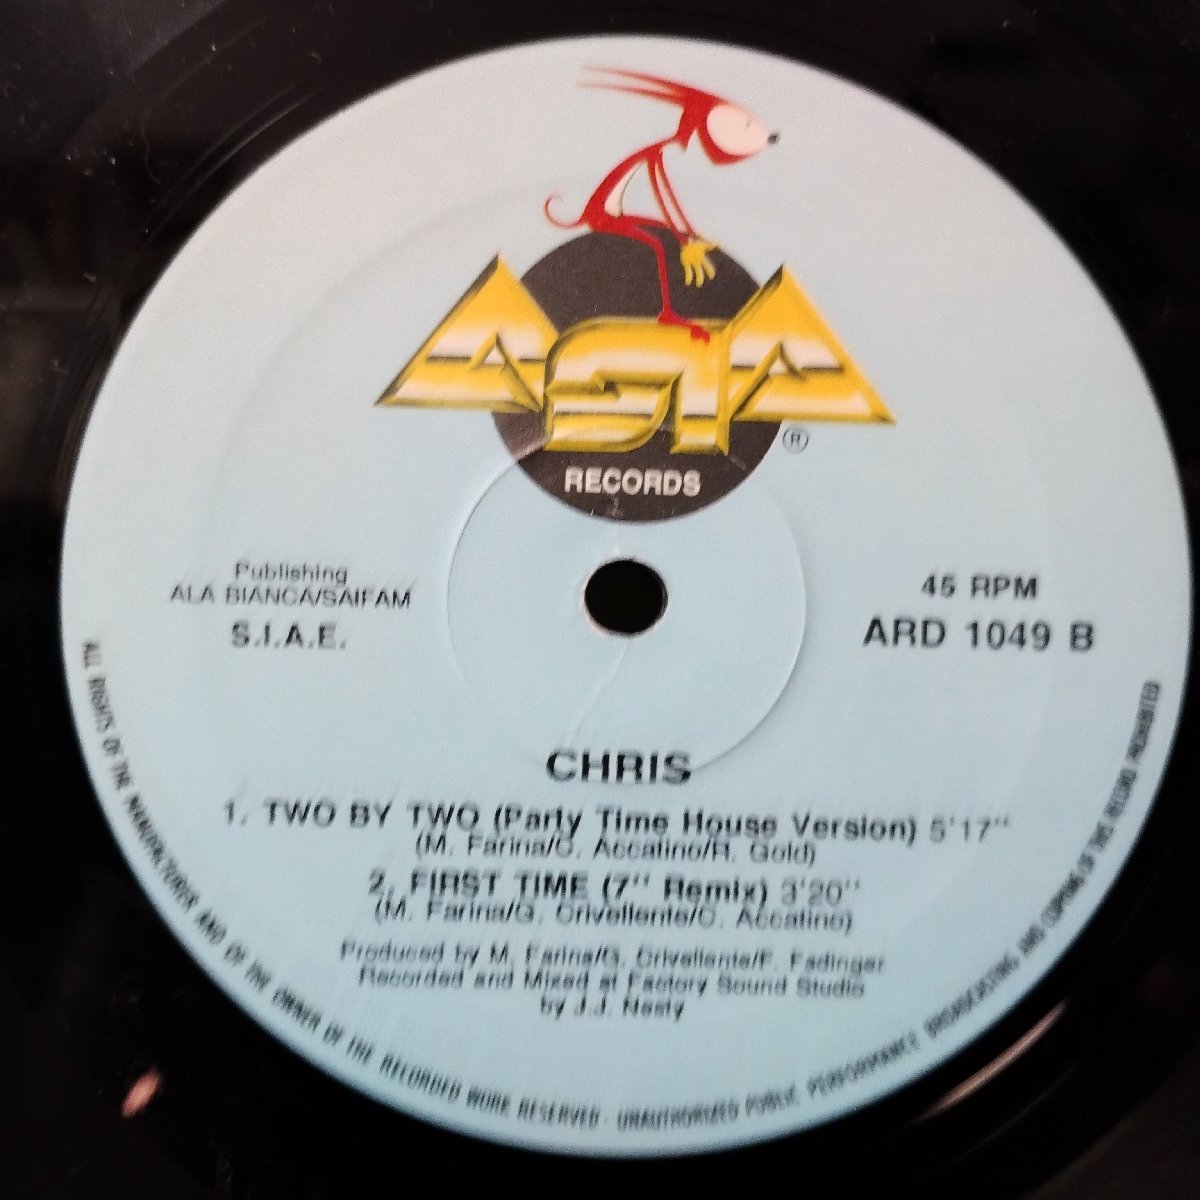 ASIA
®
RECORDS
Publishing
ALA BIANCA/SAIFAM
S.I.A.E.
45 RPM
ARD 1049 B
CHRIS
1. TWO BY TWO (Party Time House Version) 5'17"
(M. Farina/C. Accatino/R. Gold)
2. FIRST TIME (7" Remix) 3'20"
(M. Farina/G. Crivellente/C. Accatino)
Produced by M. Farina/G. Crivellente/F. Fadinger
Recorded and Mixed at Factory Sound Studio
by J.J. Nasty
ALL RIGHTS OF THE MANUFACTURER AND OF THE OWNER OF THE RECORDED WORK RESERVED - UNAUTHORIZED PUBLIC PERFORMANCE BROADCASTING AND COPYING OF THIS RECORD PROHIBITED